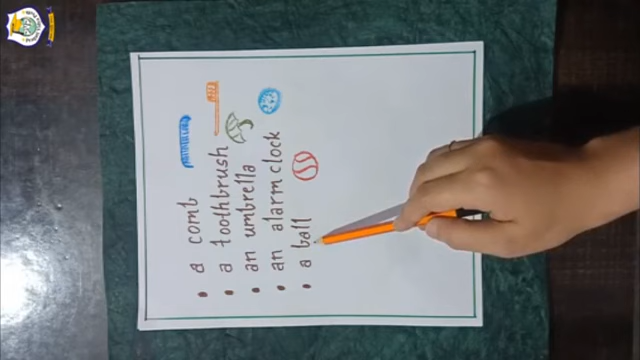 • a comb
• a toothbrush
• an umbrella
• an alarm clock
• a ball